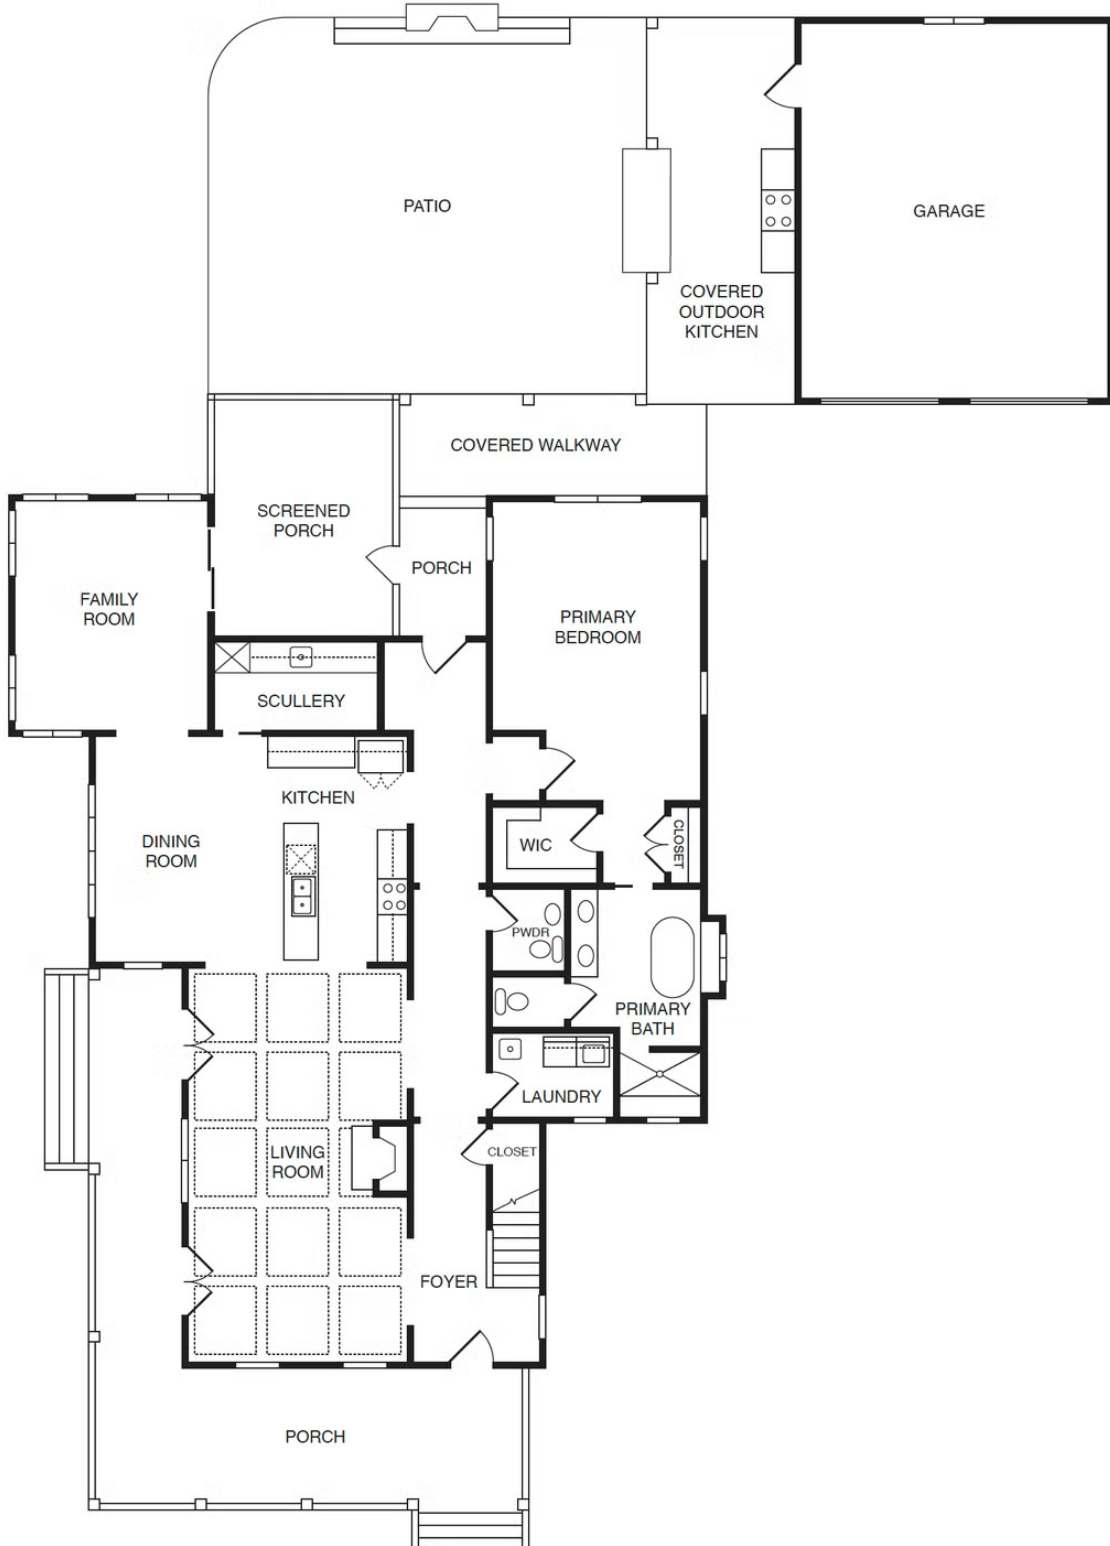 PATIO
GARAGE
COVERED
OUTDOOR
KITCHEN
COVERED WALKWAY
SCREENED
PORCH
PORCH
FAMILY
ROOM
PRIMARY
BEDROOM
SCULLERY
KITCHEN
DINING
ROOM
WIC
CLOSET
PWDR
PRIMARY
BATH
LAUNDRY
LIVING
ROOM
CLOSET
FOYER
PORCH